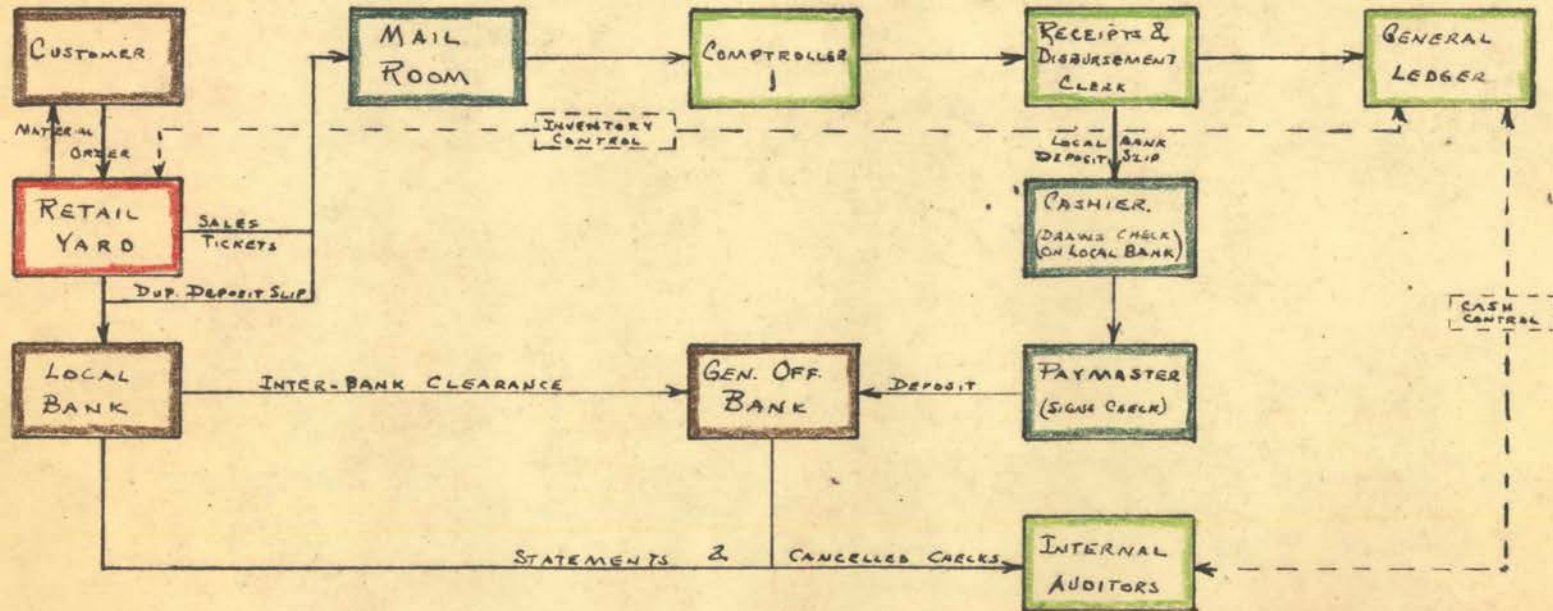 CUSTOMER
MAIL
ROOM
COMPTROLLER
RECEIPTS &
DISBURSEMENT
CLERK
GENERAL
LEDGER
MATERIAL
ORDER
INVENTORY
CONTROL
LOCAL BANK
DEPOSIT SLIP
RETAIL
YARD
SALES
TICKETS
CASHIER.
(DRAWS CHECK)
(ON LOCAL BANK)
DUP. DEPOSIT SLIP
CASH
CONTROL
LOCAL
BANK
INTER-BANK CLEARANCE
GEN. OFF.
BANK
DEPOSIT
PAYMASTER
(SIGNS CHECK)
STATEMENTS & CANCELLED CHECKS
INTERNAL
AUDITORS